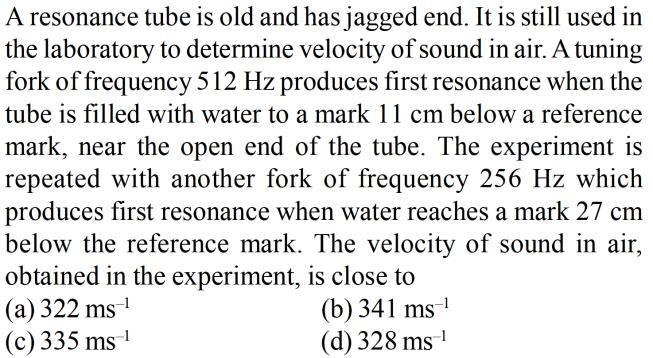 A resonance tube is old and has jagged end. It is still used in
the laboratory to determine velocity of sound in air. A tuning
fork of frequency 512 Hz produces first resonance when the
tube is filled with water to a mark 11 cm below a reference
mark, near the open end of the tube. The experiment is
repeated with another fork of frequency 256 Hz which
produces first resonance when water reaches a mark 27 cm
below the reference mark. The velocity of sound in air,
obtained in the experiment, is close to
(a) 322 ms⁻¹ (b) 341 ms⁻¹
(c) 335 ms⁻¹ (d) 328 ms⁻¹